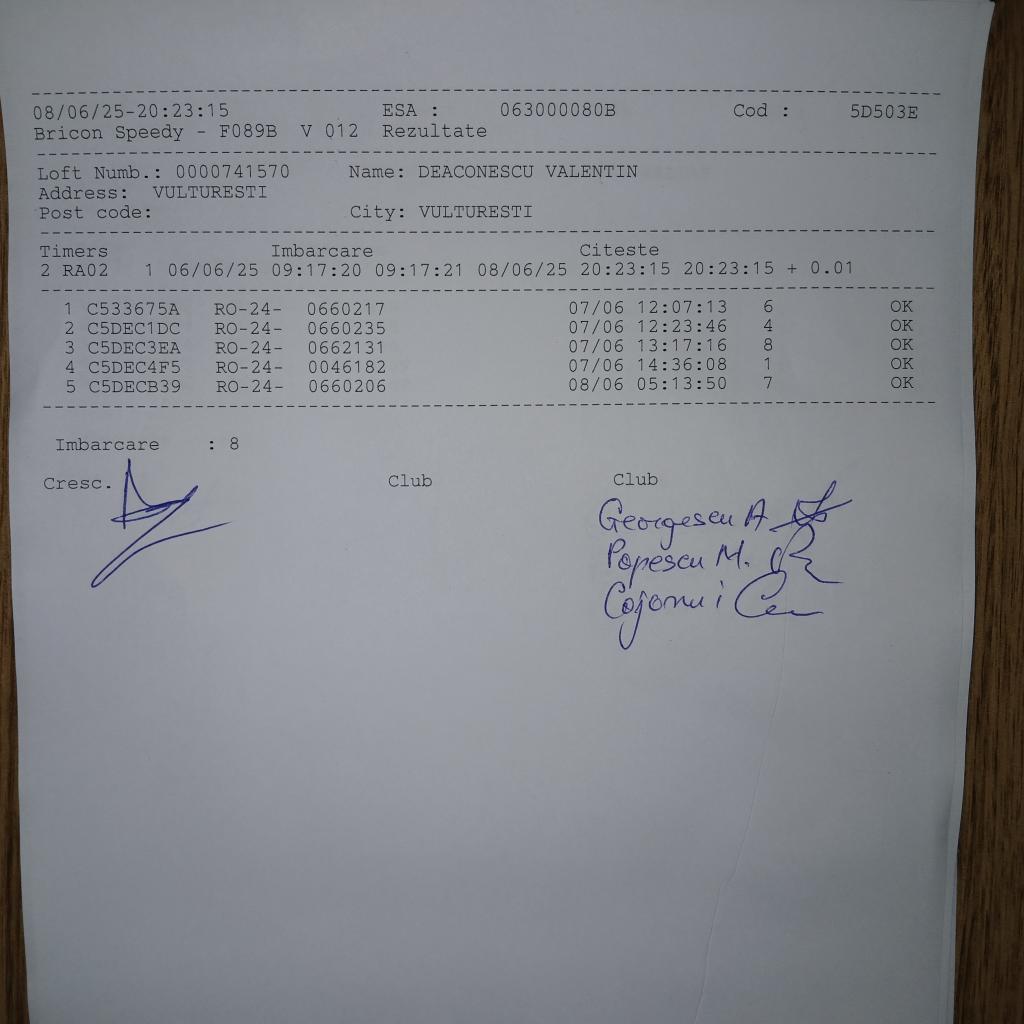 08/06/25-20:23:15 ESA : 063000080B Cod : 5D503E
Bricon Speedy - F089B V 012 Rezultate
Loft Numb.: 0000741570 Name: DEACONESCU VALENTIN
Address: VULTURESTI
Post code: City: VULTURESTI
Timers Imbarcare Citeste
2 RA02 1 06/06/25 09:17:20 09:17:21 08/06/25 20:23:15 20:23:15 + 0.01
1 C533675A RO-24- 0660217 07/06 12:07:13 6 OK
2 C5DEC1DC RO-24- 0660235 07/06 12:23:46 4 OK
3 C5DEC3EA RO-24- 0662131 07/06 13:17:16 8 OK
4 C5DEC4F5 RO-24- 0046182 07/06 14:36:08 1 OK
5 C5DECB39 RO-24- 0660206 08/06 05:13:50 7 OK
Imbarcare : 8
Cresc. Club Club
Georgescu A
Popescu M.